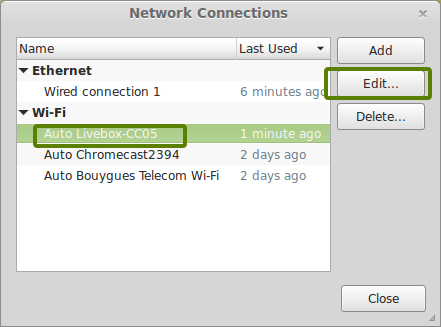 Network Connections
Name Last Used
Ethernet
Wired connection 1 6 minutes ago
Wi-Fi
Auto Livebox-CC05 1 minute ago
Auto Chromecast2394 2 days ago
Auto Bouygues Telecom Wi-Fi 2 days ago
Add
Edit...
Delete...
Close